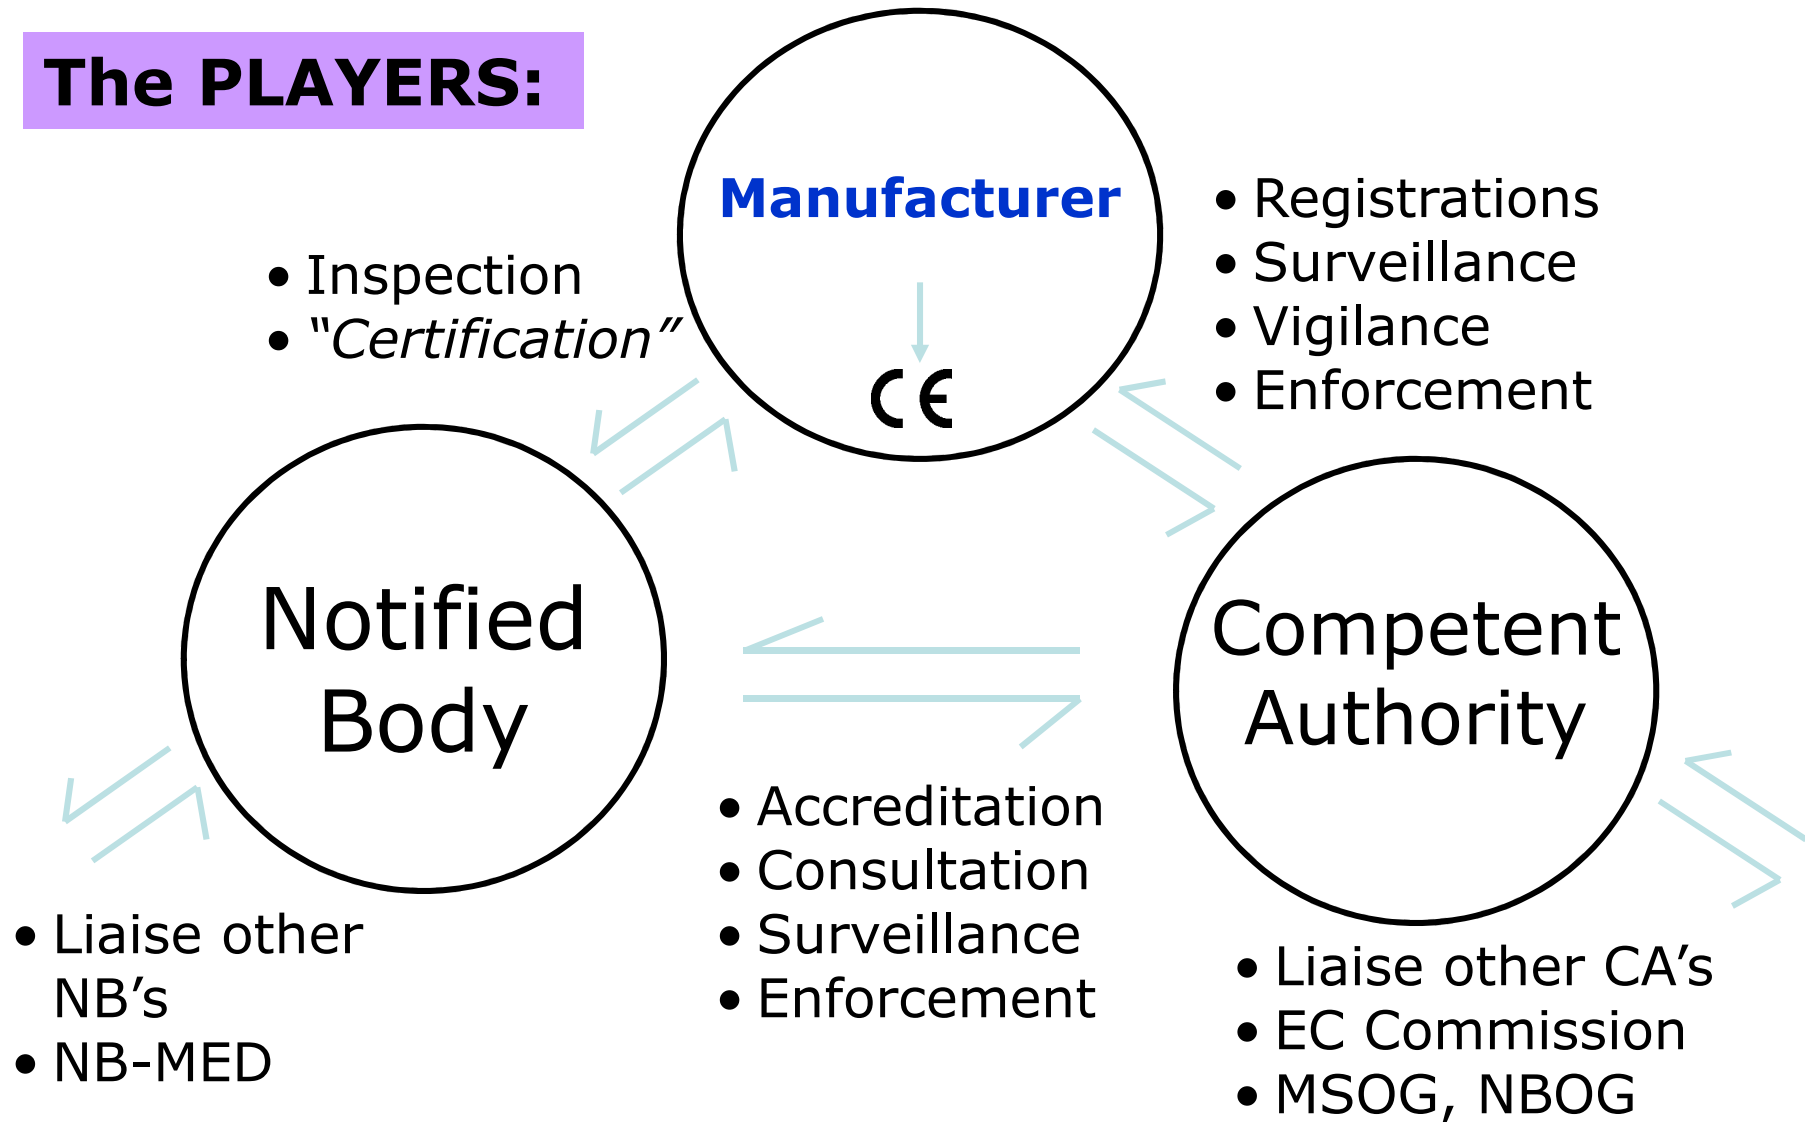 The PLAYERS:
Manufacturer
CE
• Inspection
• “Certification”
• Registrations
• Surveillance
• Vigilance
• Enforcement
Notified
Body
Competent
Authority
• Accreditation
• Consultation
• Surveillance
• Enforcement
• Liaise other
NB’s
• NB-MED
• Liaise other CA’s
• EC Commission
• MSOG, NBOG